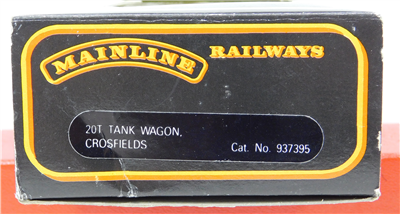 MAINLINE RAILWAYS
20T TANK WAGON,
CROSFIELDS Cat. No. 937395